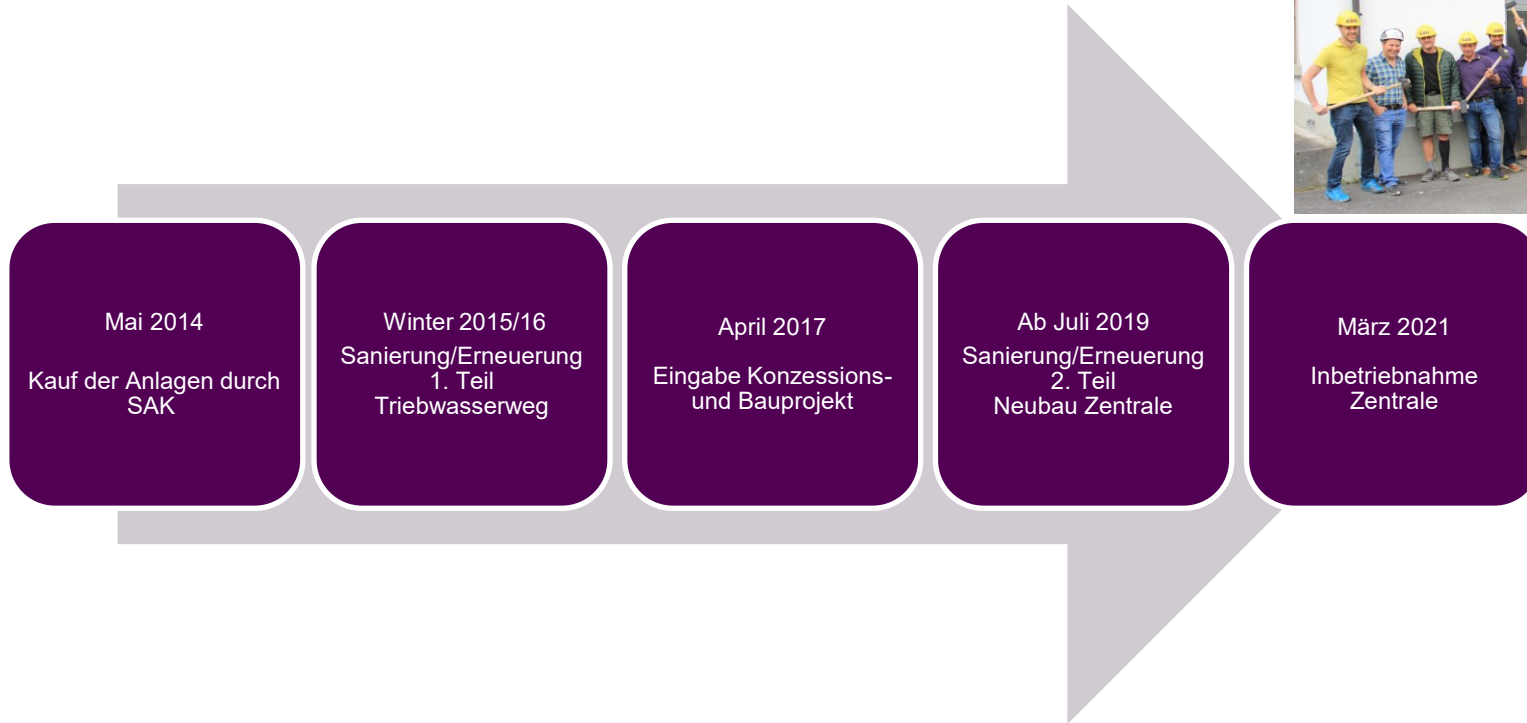 Mai 2014
Kauf der Anlagen durch
SAK
Winter 2015/16
Sanierung/Erneuerung
1. Teil
Triebwasserweg
April 2017
Eingabe Konzessions-
und Bauprojekt
Ab Juli 2019
Sanierung/Erneuerung
2. Teil
Neubau Zentrale
März 2021
Inbetriebnahme
Zentrale